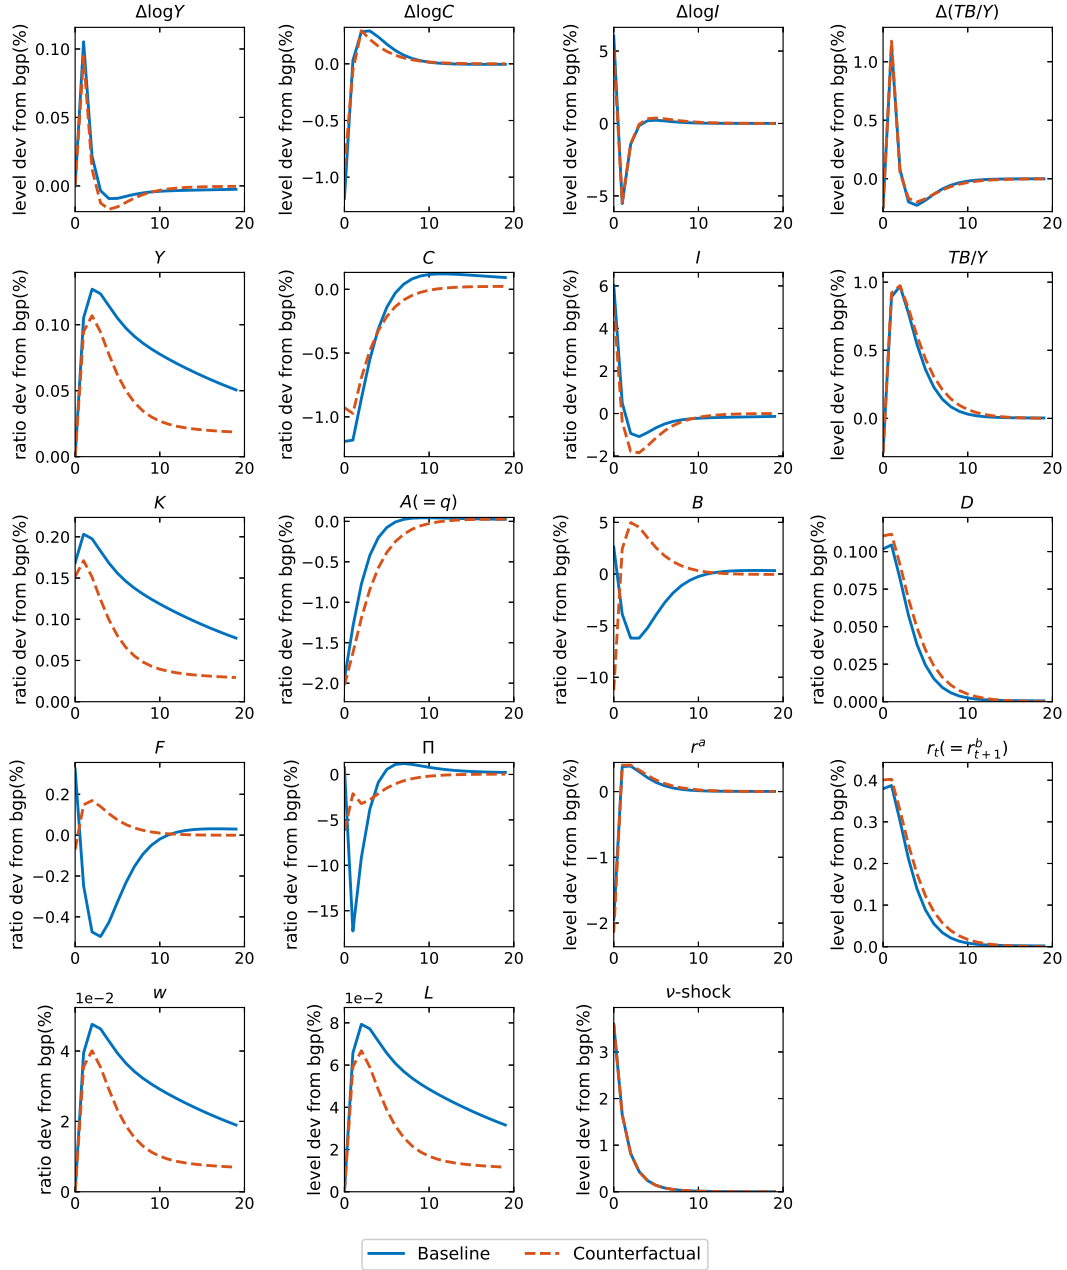 ΔlogY
ΔlogC
ΔlogI
Δ(TB/Y)
level dev from bgp(%)
0.10
0.05
0.00
0 10 20
0.0
−0.5
−1.0
0 10 20
level dev from bgp(%)
5
0
−5
0 10 20
level dev from bgp(%)
1.0
0.5
0.0
0 10 20
level dev from bgp(%)
Y
C
I
TB/Y
ratio dev from bgp(%)
0.10
0.05
0.00
0 10 20
ratio dev from bgp(%)
0.0
−0.5
−1.0
0 10 20
ratio dev from bgp(%)
6
4
2
0
−2
0 10 20
level dev from bgp(%)
1.0
0.5
0.0
0 10 20
K
A(=q)
B
D
ratio dev from bgp(%)
0.20
0.15
0.10
0.05
0.00
0 10 20
ratio dev from bgp(%)
0.0
−0.5
−1.0
−1.5
−2.0
0 10 20
ratio dev from bgp(%)
5
0
−5
−10
0 10 20
ratio dev from bgp(%)
0.100
0.075
0.050
0.025
0.000
0 10 20
F
Π
r^a
r_t(=r^b_{t+1})
ratio dev from bgp(%)
0.2
0.0
−0.2
−0.4
0 10 20
ratio dev from bgp(%)
0
−5
−10
−15
0 10 20
level dev from bgp(%)
0
−1
−2
0 10 20
level dev from bgp(%)
0.4
0.3
0.2
0.1
0.0
0 10 20
w
L
ν-shock
1e−2
ratio dev from bgp(%)
4
2
0
0 10 20
1e−2
level dev from bgp(%)
8
6
4
2
0
0 10 20
level dev from bgp(%)
3
2
1
0
0 10 20
Baseline
Counterfactual